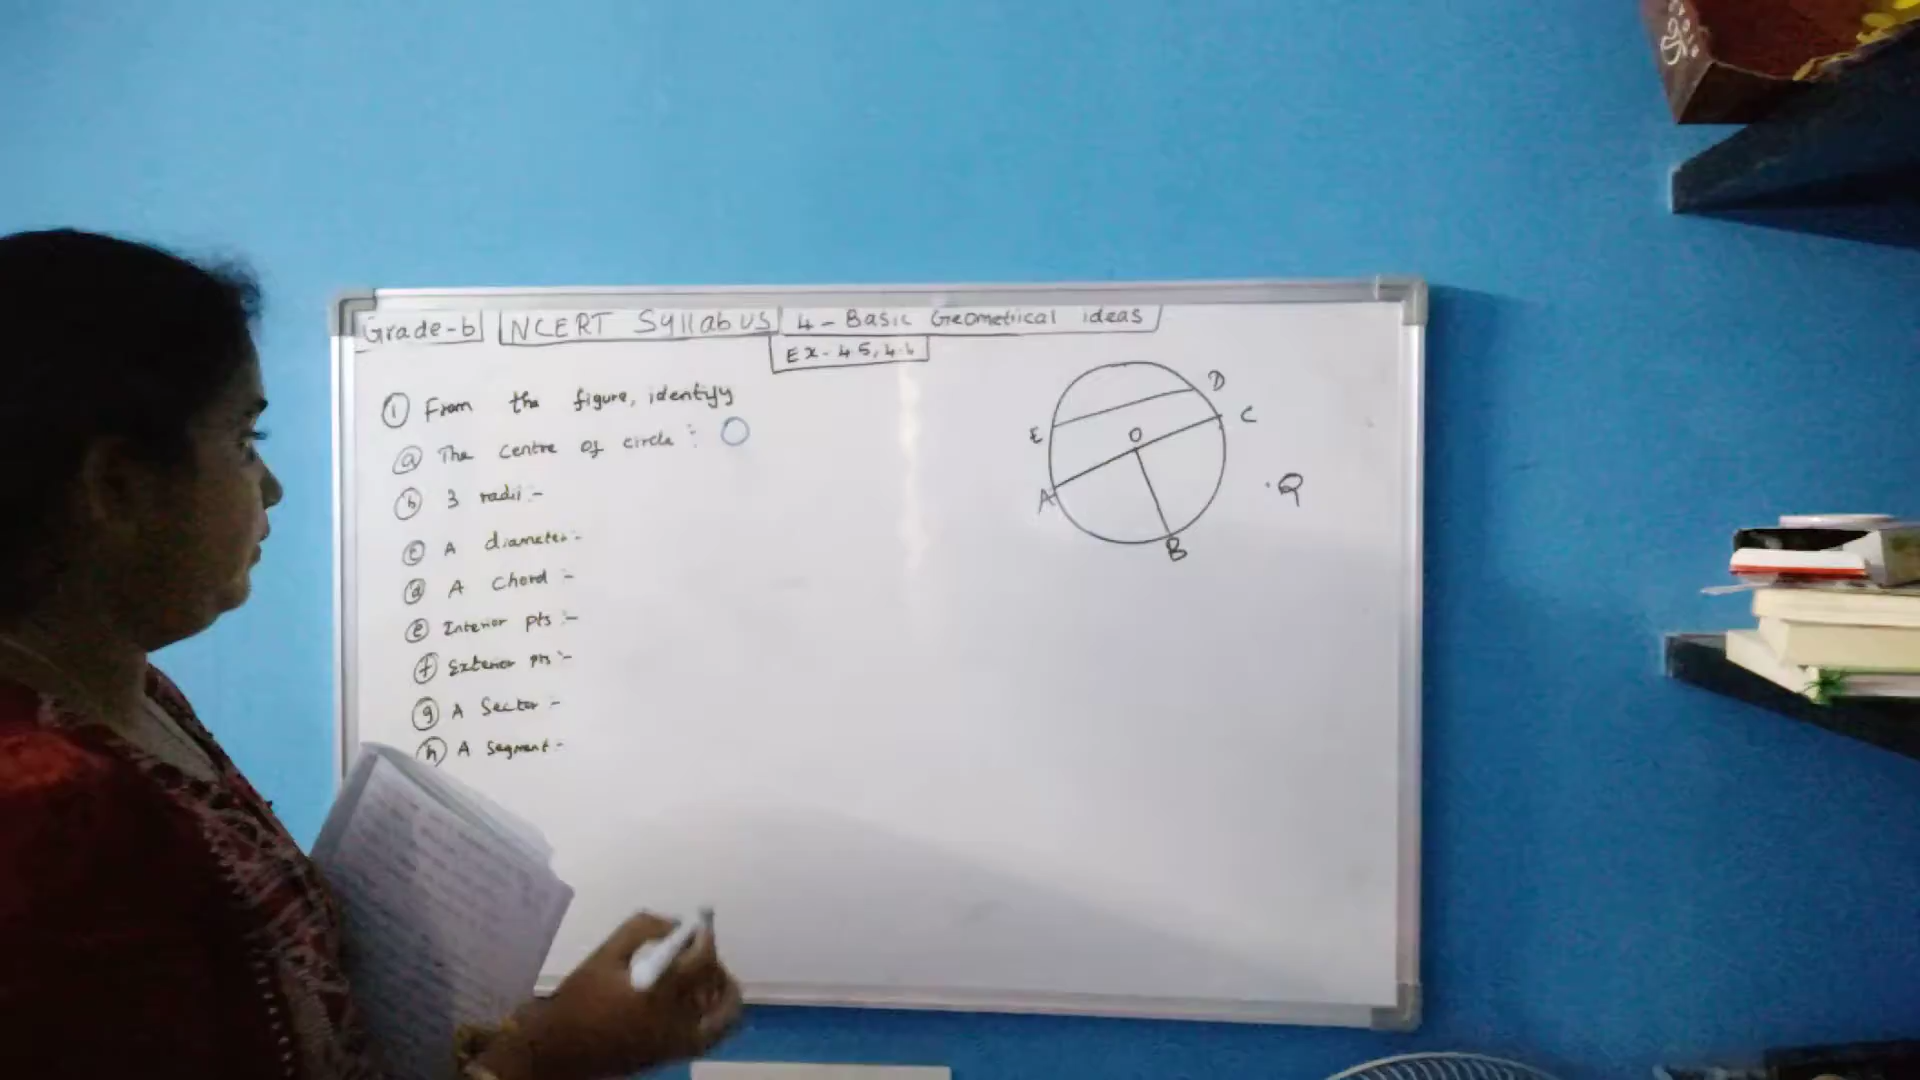 Grade-6 NCERT Syllabus 4 - Basic Geometrical ideas
Ex - 4.5, 4.6
① From the figure, identify
ⓐ The centre of circle :- O
ⓑ 3 radii :-
ⓒ A diameter :-
ⓓ A Chord :-
ⓔ Interior pts :-
ⓕ Exterior pts :-
ⓖ A Sector :-
ⓗ A Segment :-
D
C
E
O
A
B
.Q